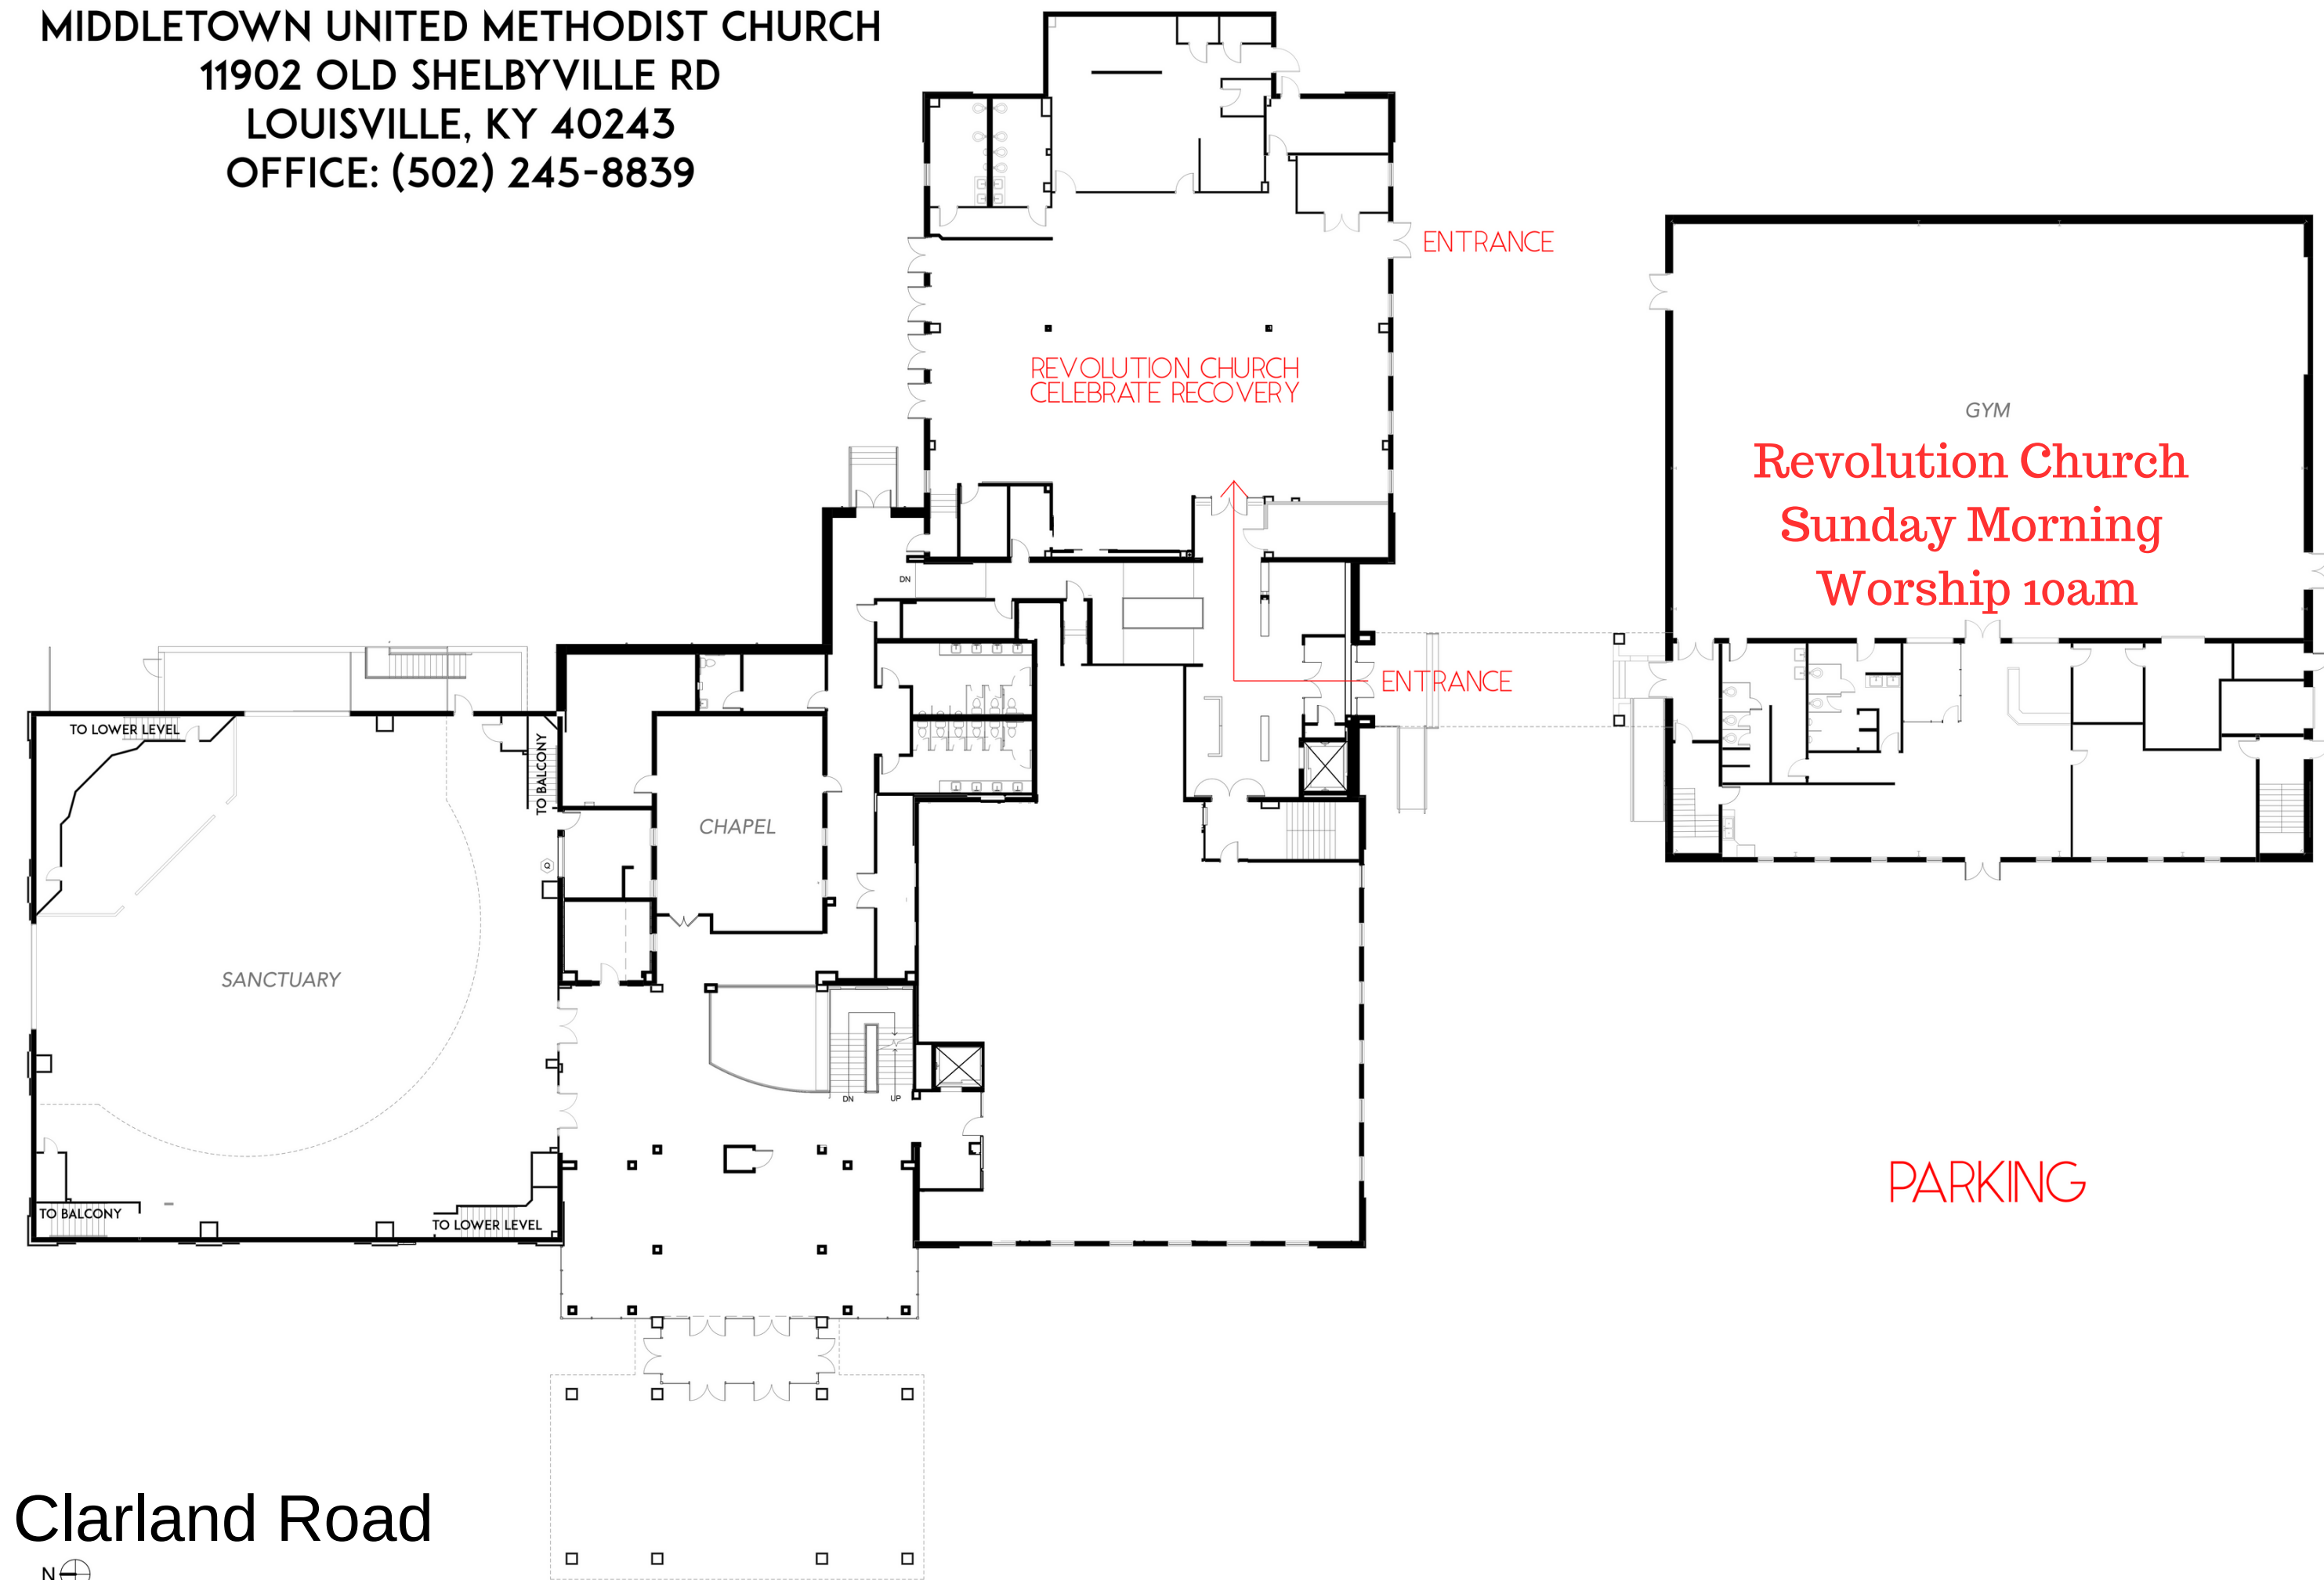 MIDDLETOWN UNITED METHODIST CHURCH
11902 OLD SHELBYVILLE RD
LOUISVILLE, KY 40243
OFFICE: (502) 245-8839
ENTRANCE
REVOLUTION CHURCH
CELEBRATE RECOVERY
GYM
Revolution Church
Sunday Morning
Worship 10am
DN
ENTRANCE
TO LOWER LEVEL
TO BALCONY
CHAPEL
SANCTUARY
DN
UP
PARKING
TO BALCONY
TO LOWER LEVEL
Clarland Road
N